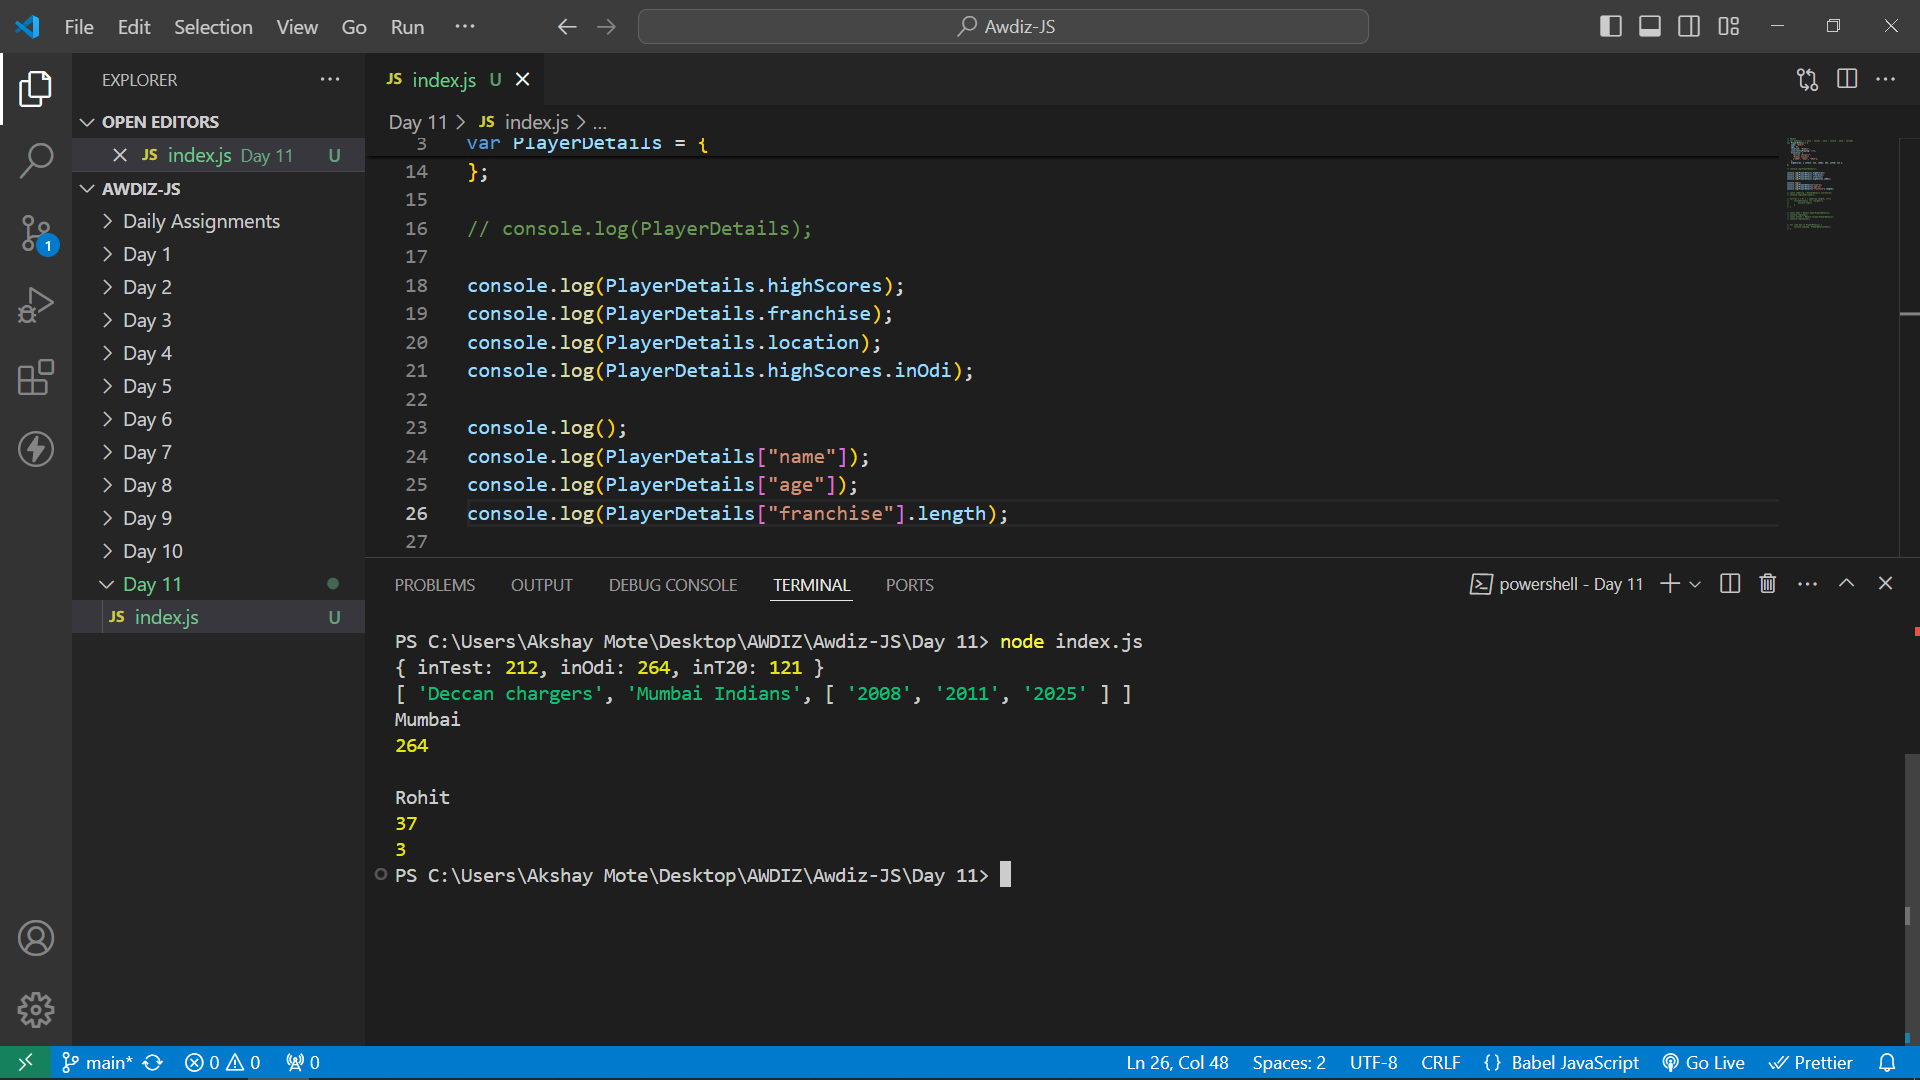 File Edit Selection View Go Run ···
Awdiz-JS
EXPLORER
OPEN EDITORS
JS index.js Day 11 U
AWDIZ-JS
Daily Assignments
Day 1
Day 2
Day 3
Day 4
Day 5
Day 6
Day 7
Day 8
Day 9
Day 10
Day 11
JS index.js U
1
JS index.js U
Day 11 > JS index.js > ...
3 var PlayerDetails = {
14 };
15
16 // console.log(PlayerDetails);
17
18 console.log(PlayerDetails.highScores);
19 console.log(PlayerDetails.franchise);
20 console.log(PlayerDetails.location);
21 console.log(PlayerDetails.highScores.inOdi);
22
23 console.log();
24 console.log(PlayerDetails["name"]);
25 console.log(PlayerDetails["age"]);
26 console.log(PlayerDetails["franchise"].length);
27
PROBLEMS OUTPUT DEBUG CONSOLE TERMINAL PORTS
powershell - Day 11
PS C:\Users\Akshay Mote\Desktop\AWDIZ\Awdiz-JS\Day 11> node index.js
{ inTest: 212, inOdi: 264, inT20: 121 }
[ 'Deccan chargers', 'Mumbai Indians', [ '2008', '2011', '2025' ] ]
Mumbai
264
Rohit
37
3
PS C:\Users\Akshay Mote\Desktop\AWDIZ\Awdiz-JS\Day 11>
main* 0 0 0 Ln 26, Col 48 Spaces: 2 UTF-8 CRLF {} Babel JavaScript Go Live Prettier